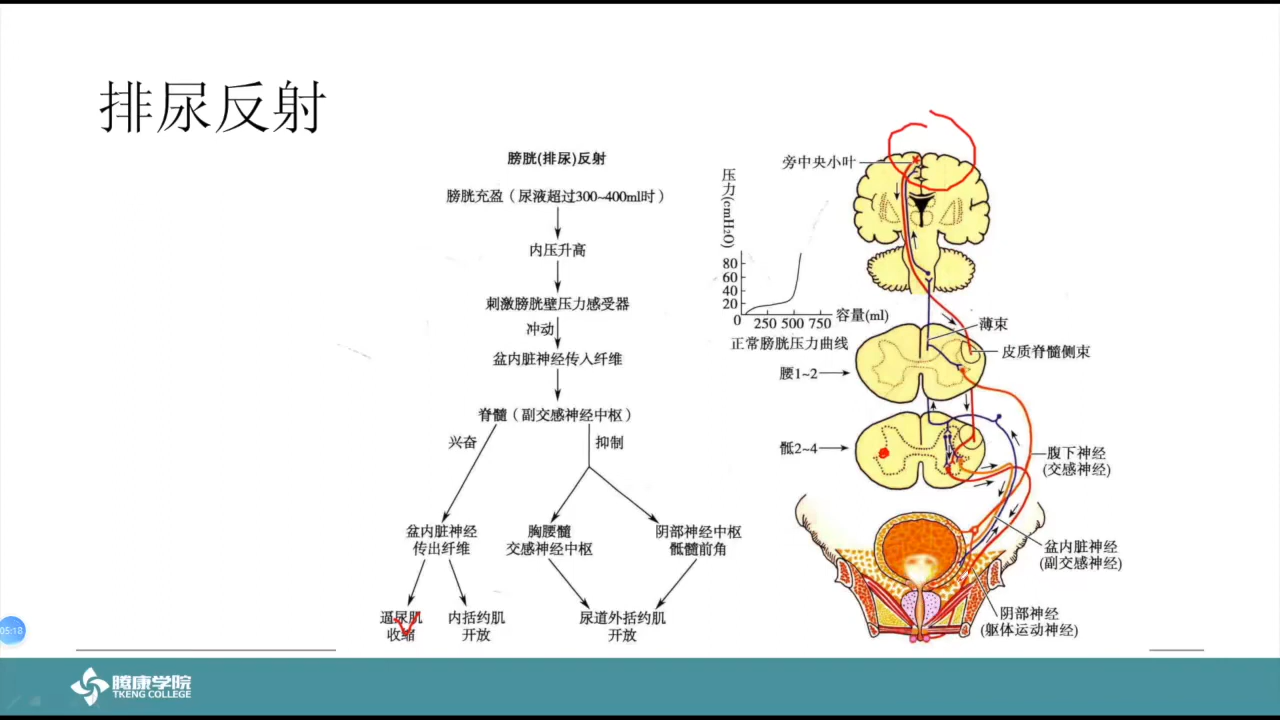 排尿反射
膀胱(排尿)反射
膀胱充盈（尿液超过300~400ml时）
内压升高
刺激膀胱壁压力感受器
冲动
盆内脏神经传入纤维
脊髓（副交感神经中枢）
兴奋
抑制
盆内脏神经
传出纤维
胸腰髓
交感神经中枢
阴部神经中枢
骶髓前角
逼尿肌
收缩
内括约肌
开放
尿道外括约肌
开放
压力(cmH₂O)
80
60
40
20
0
250 500 750
容量(ml)
正常膀胱压力曲线
旁中央小叶
薄束
皮质脊髓侧束
腰1~2
骶2~4
腹下神经
(交感神经)
盆内脏神经
(副交感神经)
阴部神经
(躯体运动神经)
05:18
腾康学院
TKENG COLLEGE